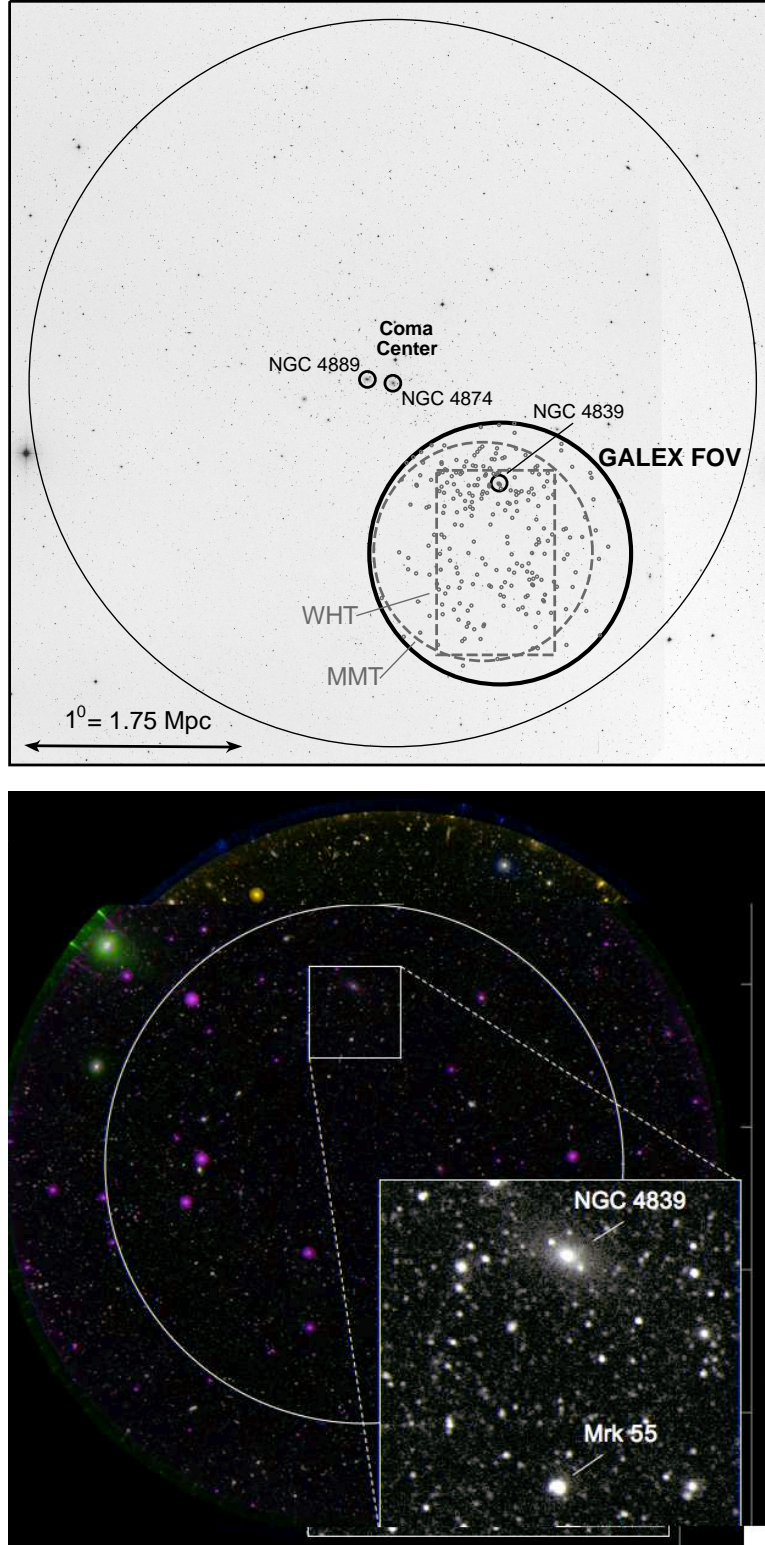 Coma
Center
NGC 4889
NGC 4874
NGC 4839
GALEX FOV
WHT
MMT
1⁰= 1.75 Mpc
NGC 4839
Mrk 55